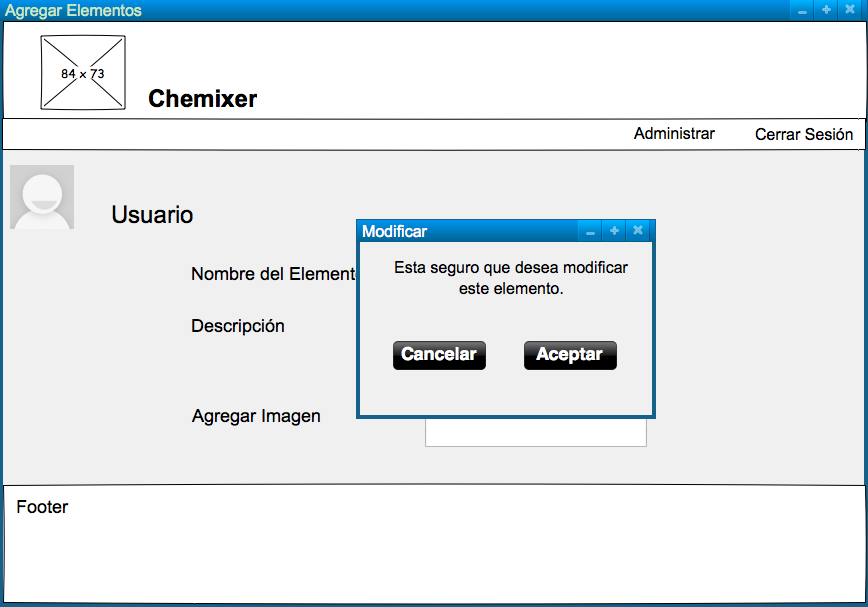 Agregar Elementos
84 x 73
Chemixer
Administrar
Cerrar Sesión
Usuario
Modificar
Nombre del Elemento
Esta seguro que desea modificar
este elemento.
Descripción
Cancelar
Aceptar
Agregar Imagen
Footer